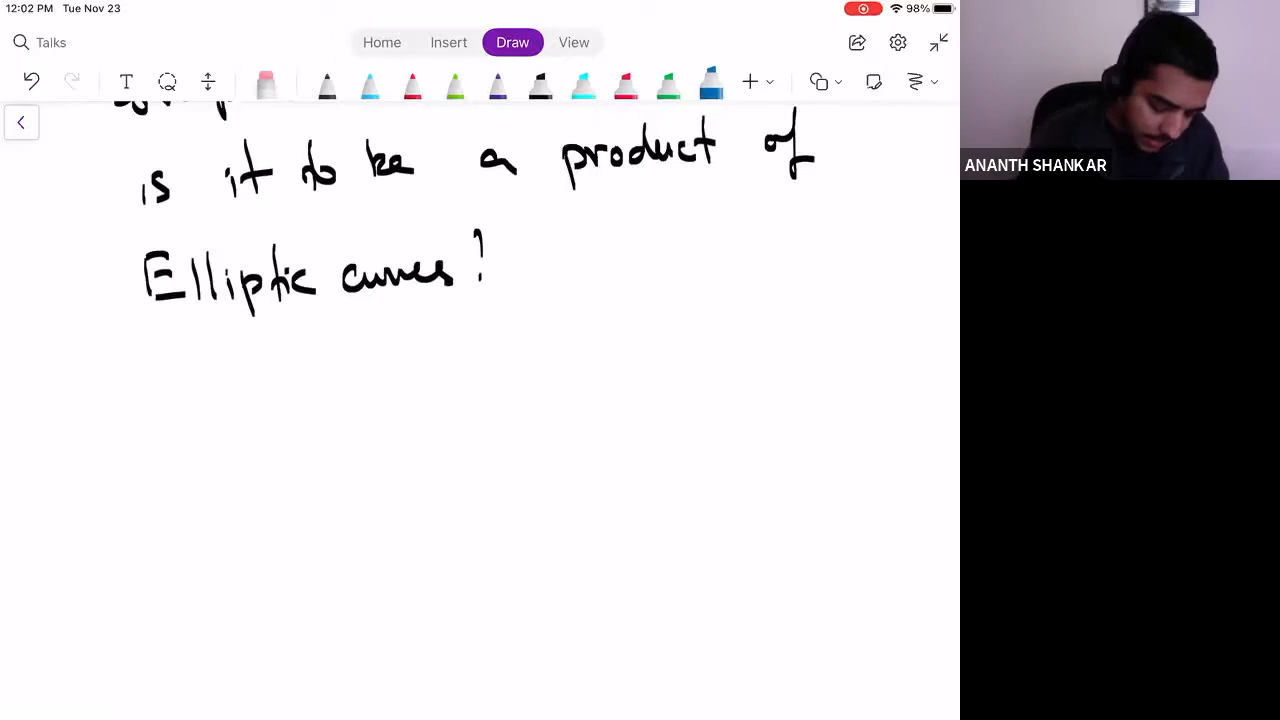 12:02 PM Tue Nov 23
98%
Talks
Home Insert Draw View
is it to be a product of
Elliptic curves?
ANANTH SHANKAR